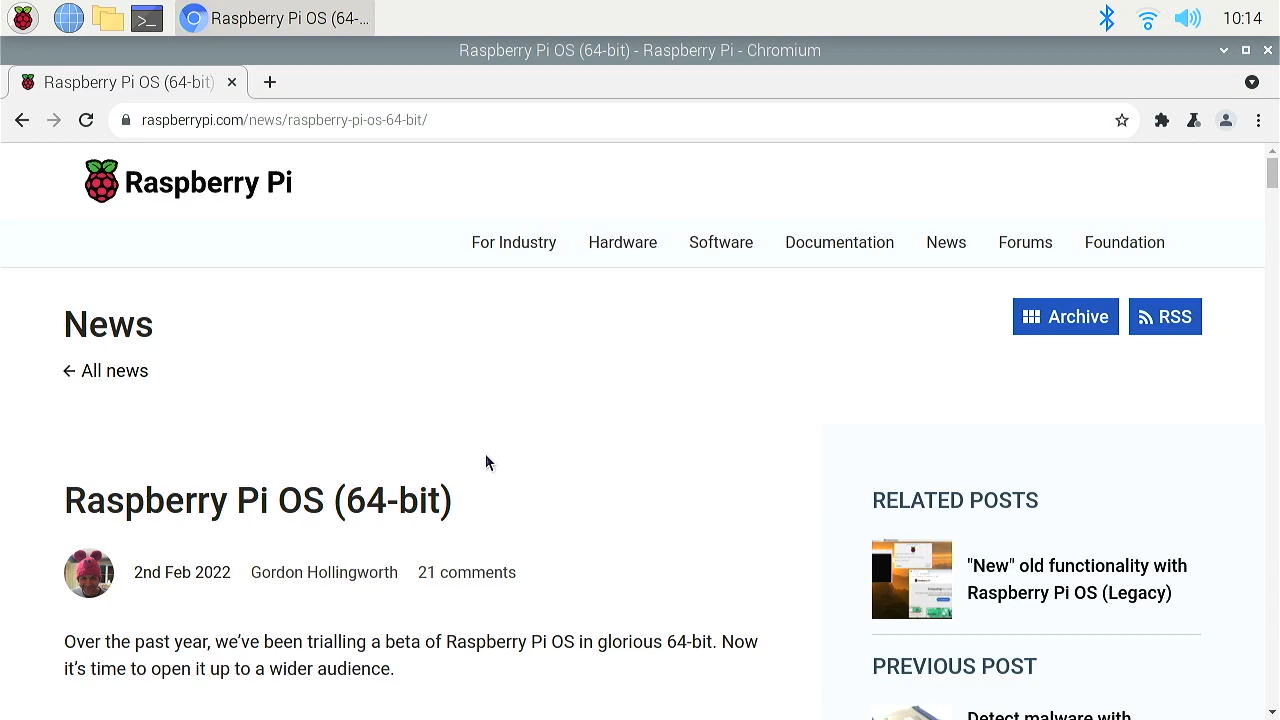 Raspberry Pi OS (64-...
10:14
Raspberry Pi OS (64-bit) - Raspberry Pi - Chromium
Raspberry Pi OS (64-bit)
raspberrypi.com/news/raspberry-pi-os-64-bit/
Raspberry Pi
For Industry Hardware Software Documentation News Forums Foundation
News
Archive RSS
← All news
Raspberry Pi OS (64-bit)
2nd Feb 2022 Gordon Hollingworth 21 comments
Over the past year, we’ve been trialling a beta of Raspberry Pi OS in glorious 64-bit. Now
it’s time to open it up to a wider audience.
RELATED POSTS
"New" old functionality with
Raspberry Pi OS (Legacy)
PREVIOUS POST
Detect malware with